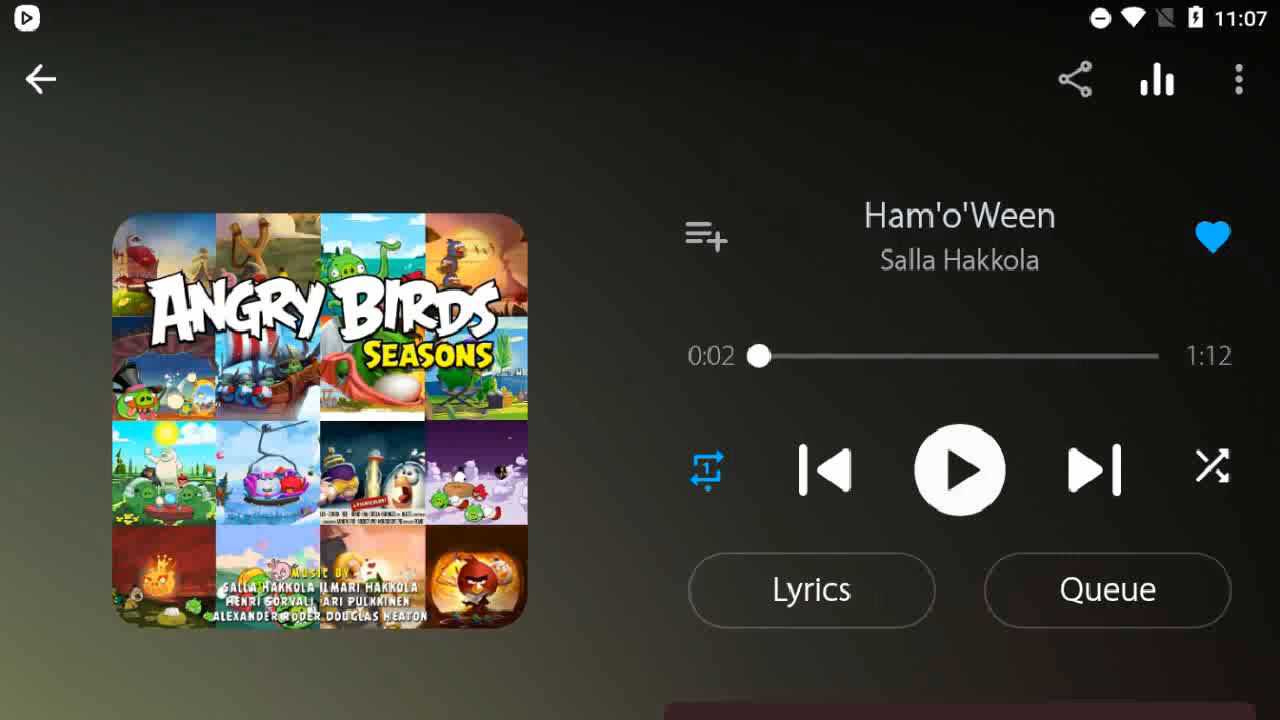 11:07
ANGRY BIRDS
SEASONS
MUSIC BY
SALLA HAKKOLA ILMARI HAKKOLA
HENRI SORVALI ARI PULKKINEN
ALEXANDER RODER DOUGLAS HEATON
Ham'o'Ween
Salla Hakkola
0:02
1:12
1
Lyrics
Queue